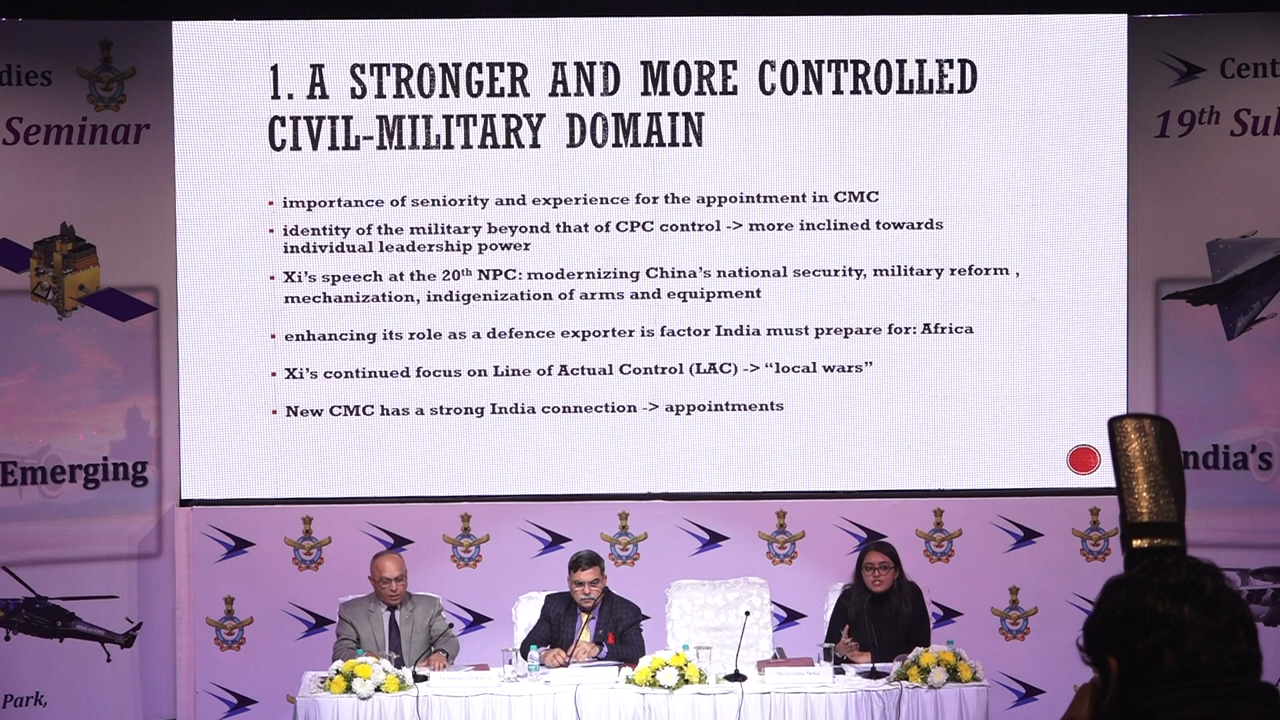 dies
Seminar
Emerging
Park,
1. A STRONGER AND MORE CONTROLLED
CIVIL-MILITARY DOMAIN
▪ importance of seniority and experience for the appointment in CMC
▪ identity of the military beyond that of CPC control -> more inclined towards
individual leadership power
▪ Xi's speech at the 20th NPC: modernizing China's national security, military reform ,
mechanization, indigenization of arms and equipment
▪ enhancing its role as a defence exporter is factor India must prepare for: Africa
▪ Xi's continued focus on Line of Actual Control (LAC) -> “local wars”
▪ New CMC has a strong India connection -> appointments
Cent
19th Sub
ndia's